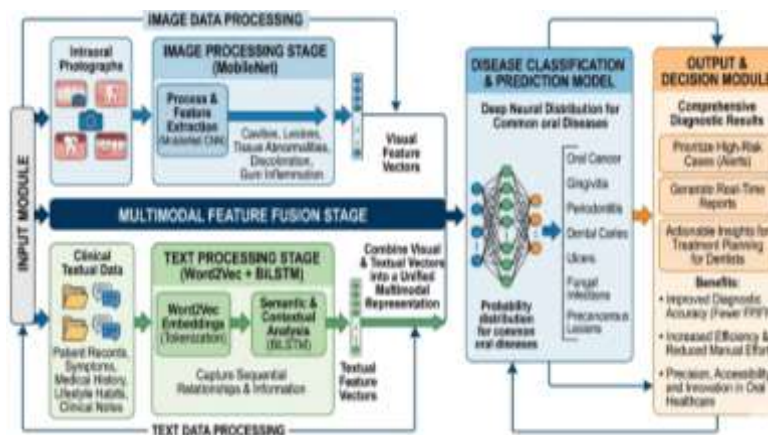 IMAGE DATA PROCESSING
INPUT MODULE
Intraoral
Photographs
IMAGE PROCESSING STAGE
(MobileNet)
Process &
Feature
Extraction
Cavities, Lesions,
Tissue Abnormalities,
Discoloration,
Gum Inflammation
Visual
Feature
Vectors
MULTIMODAL FEATURE FUSION STAGE
Clinical
Textual Data
Patient Records,
Symptoms,
Medical History,
Lifestyle Habits,
Clinical Notes
TEXT PROCESSING STAGE
(Word2Vec + BiLSTM)
Word2Vec
Embeddings
(Tokenization)
Semantic &
Contextual
Analysis
(BiLSTM)
Capture Sequential
Relationships & Information
Combine Visual
& Textual Vectors
into a Unified
Multimodal
Representation
Textual
Feature
Vectors
TEXT DATA PROCESSING
DISEASE CLASSIFICATION
& PREDICTION MODEL
Deep Neural Distribution for
Common oral Diseases
Oral Cancer
Gingivitis
Periodontitis
Dental Caries
Ulcers
Fungal
Infections
Lesions
Probability
distribution
for common
oral diseases
OUTPUT &
DECISION MODULE
Comprehensive
Diagnostic Results
Prioritize High-Risk
Cases (Alerts)
Generate Real-Time
Reports
Actionable Insights for
Treatment Planning
for Dentists
Benefits:
• Improved Diagnostic
Accuracy (Fewer
• Increased Efficiency &
Reduced Manual Effort
• Precision, Accessibility
and Innovation in Oral
Healthcare